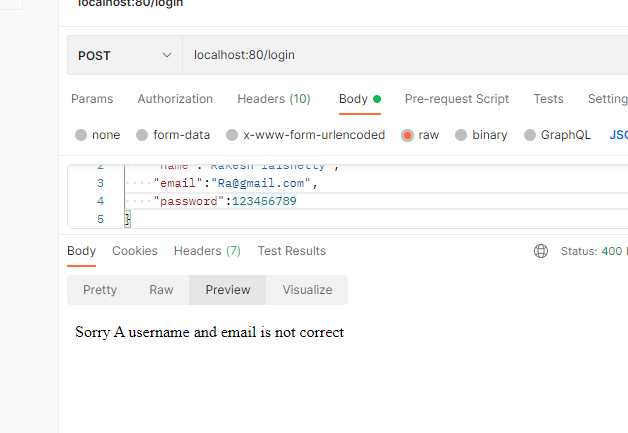 localhost:80/login
POST localhost:80/login
Params Authorization Headers (10) Body Pre-request Script Tests Setting
none form-data x-www-form-urlencoded raw binary GraphQL JSO
2 "name":"Rakesh Talshetty",
3 "email":"Ra@gmail.com",
4 "password":123456789
5 }
Body Cookies Headers (7) Test Results Status: 400
Pretty Raw Preview Visualize
Sorry A username and email is not correct